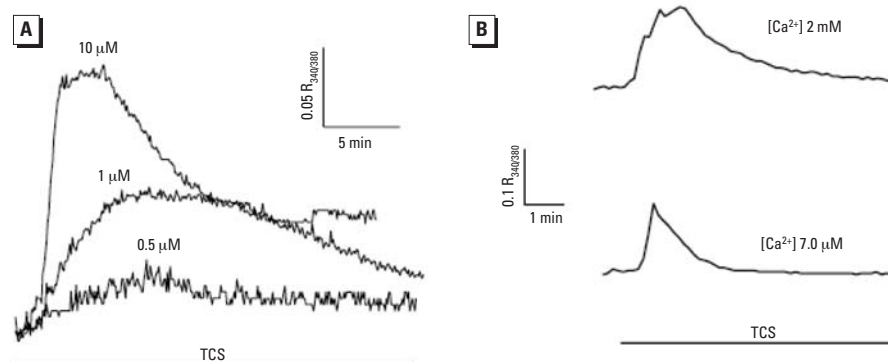 A
10 μM
0.05 R340/380
5 min
1 μM
0.5 μM
TCS
B
[Ca²⁺] 2 mM
0.1 R340/380
1 min
[Ca²⁺] 7.0 μM
TCS